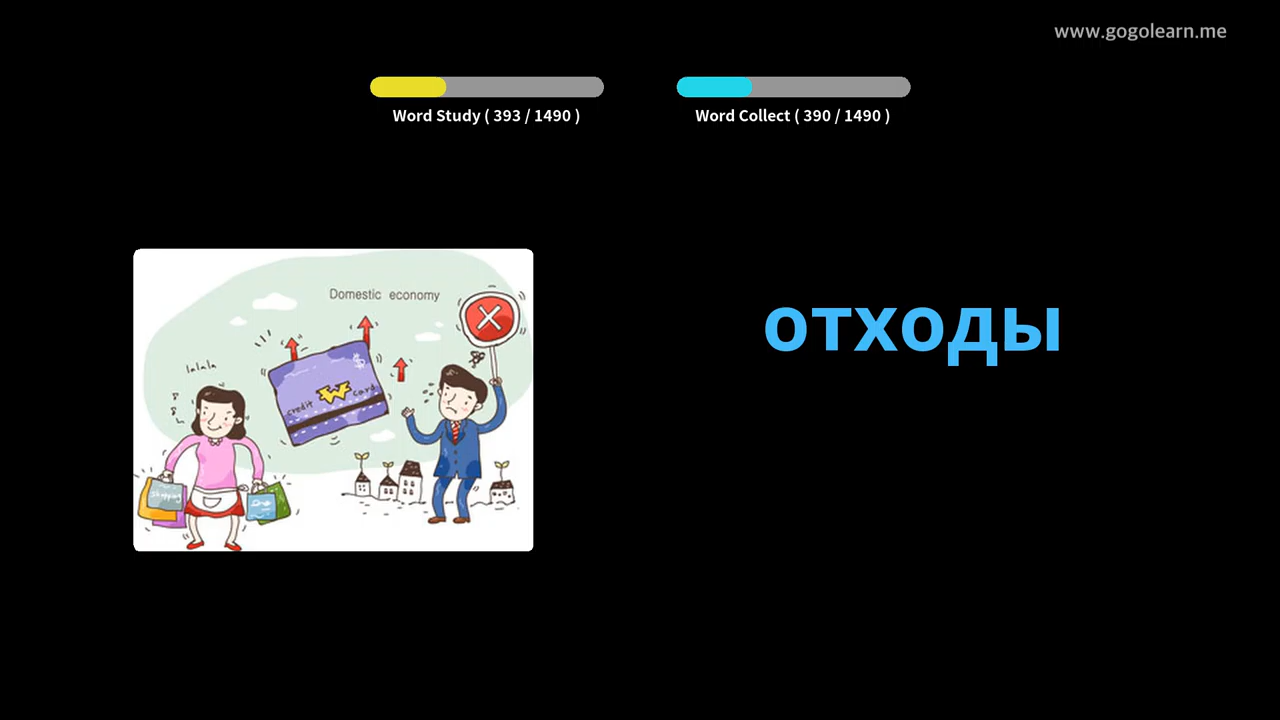 www.gogolearn.me
Word Study ( 393 / 1490 )
Word Collect ( 390 / 1490 )
Domestic economy
lalala
$
W
credit card
shopping
отходы